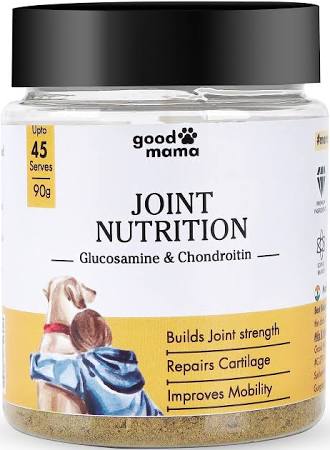 good mama
Upto
45
Serves
90g
JOINT
NUTRITION
Glucosamine & Chondroitin
Builds Joint strength
Repairs Cartilage
Improves Mobility